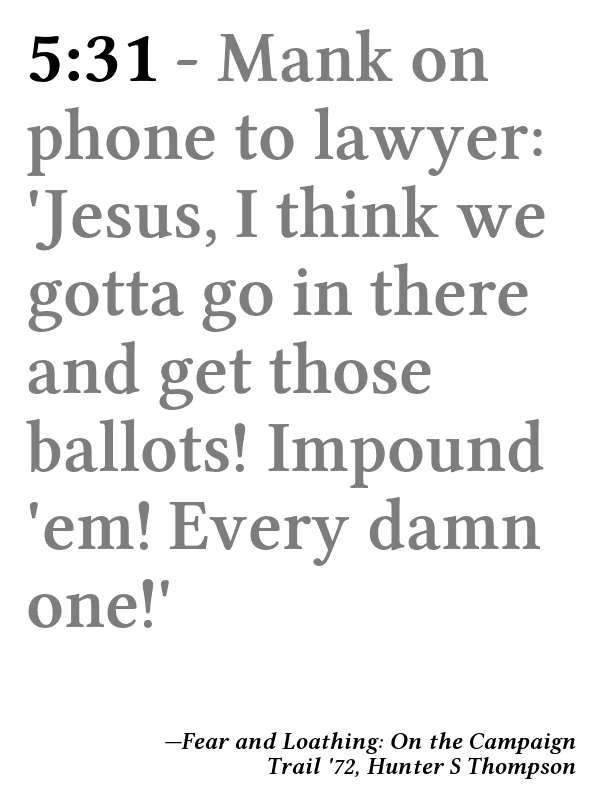 5:31 - Mank on
phone to lawyer:
'Jesus, I think we
gotta go in there
and get those
ballots! Impound
'em! Every damn
one!'
—Fear and Loathing: On the Campaign
Trail '72, Hunter S Thompson